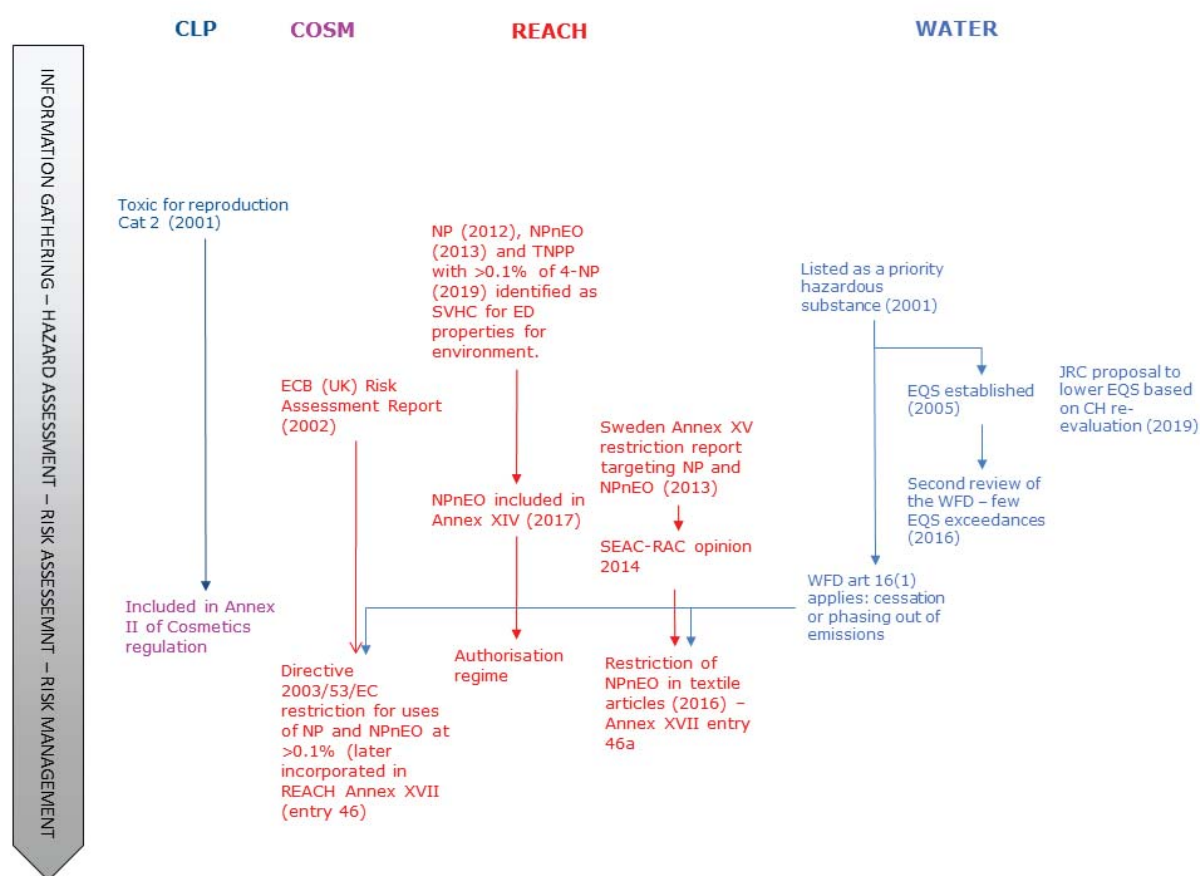 CLP
COSM
REACH
WATER
INFORMATION GATHERING – HAZARD ASSESSMENT – RISK ASSESSEMNT – RISK MANAGEMENT
Toxic for reproduction
Cat 2 (2001)
Included in Annex
II of Cosmetics
regulation
ECB (UK) Risk
Assessment Report
(2002)
Directive
2003/53/EC
restriction for uses
of NP and NPnEO at
>0.1% (later
incorporated in
REACH Annex XVII
(entry 46)
NP (2012), NPnEO
(2013) and TNPP
with >0.1% of 4-NP
(2019) identified as
SVHC for ED
properties for
environment.
NPnEO included in
Annex XIV (2017)
Authorisation
regime
Sweden Annex XV
restriction report
targeting NP and
NPnEO (2013)
SEAC-RAC opinion
2014
Restriction of
NPnEO in textile
articles (2016) –
Annex XVII entry
46a
Listed as a priority
hazardous
substance (2001)
EQS established
(2005)
Second review of
the WFD – few
EQS exceedances
(2016)
JRC proposal to
lower EQS based
on CH re-
evaluation (2019)
WFD art 16(1)
applies: cessation
or phasing out of
emissions